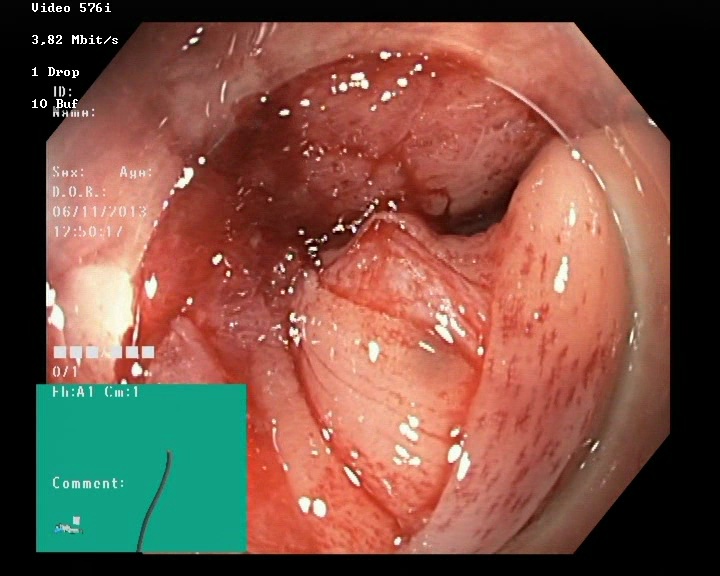 Video 576i
3,82 Mbit/s
1 Drop
ID:
10 Buf
Name:
Sex: Age:
D.O.B.:
06/11/2013
12:50:17
0/1
Eh:A1 Cm:1
Comment: